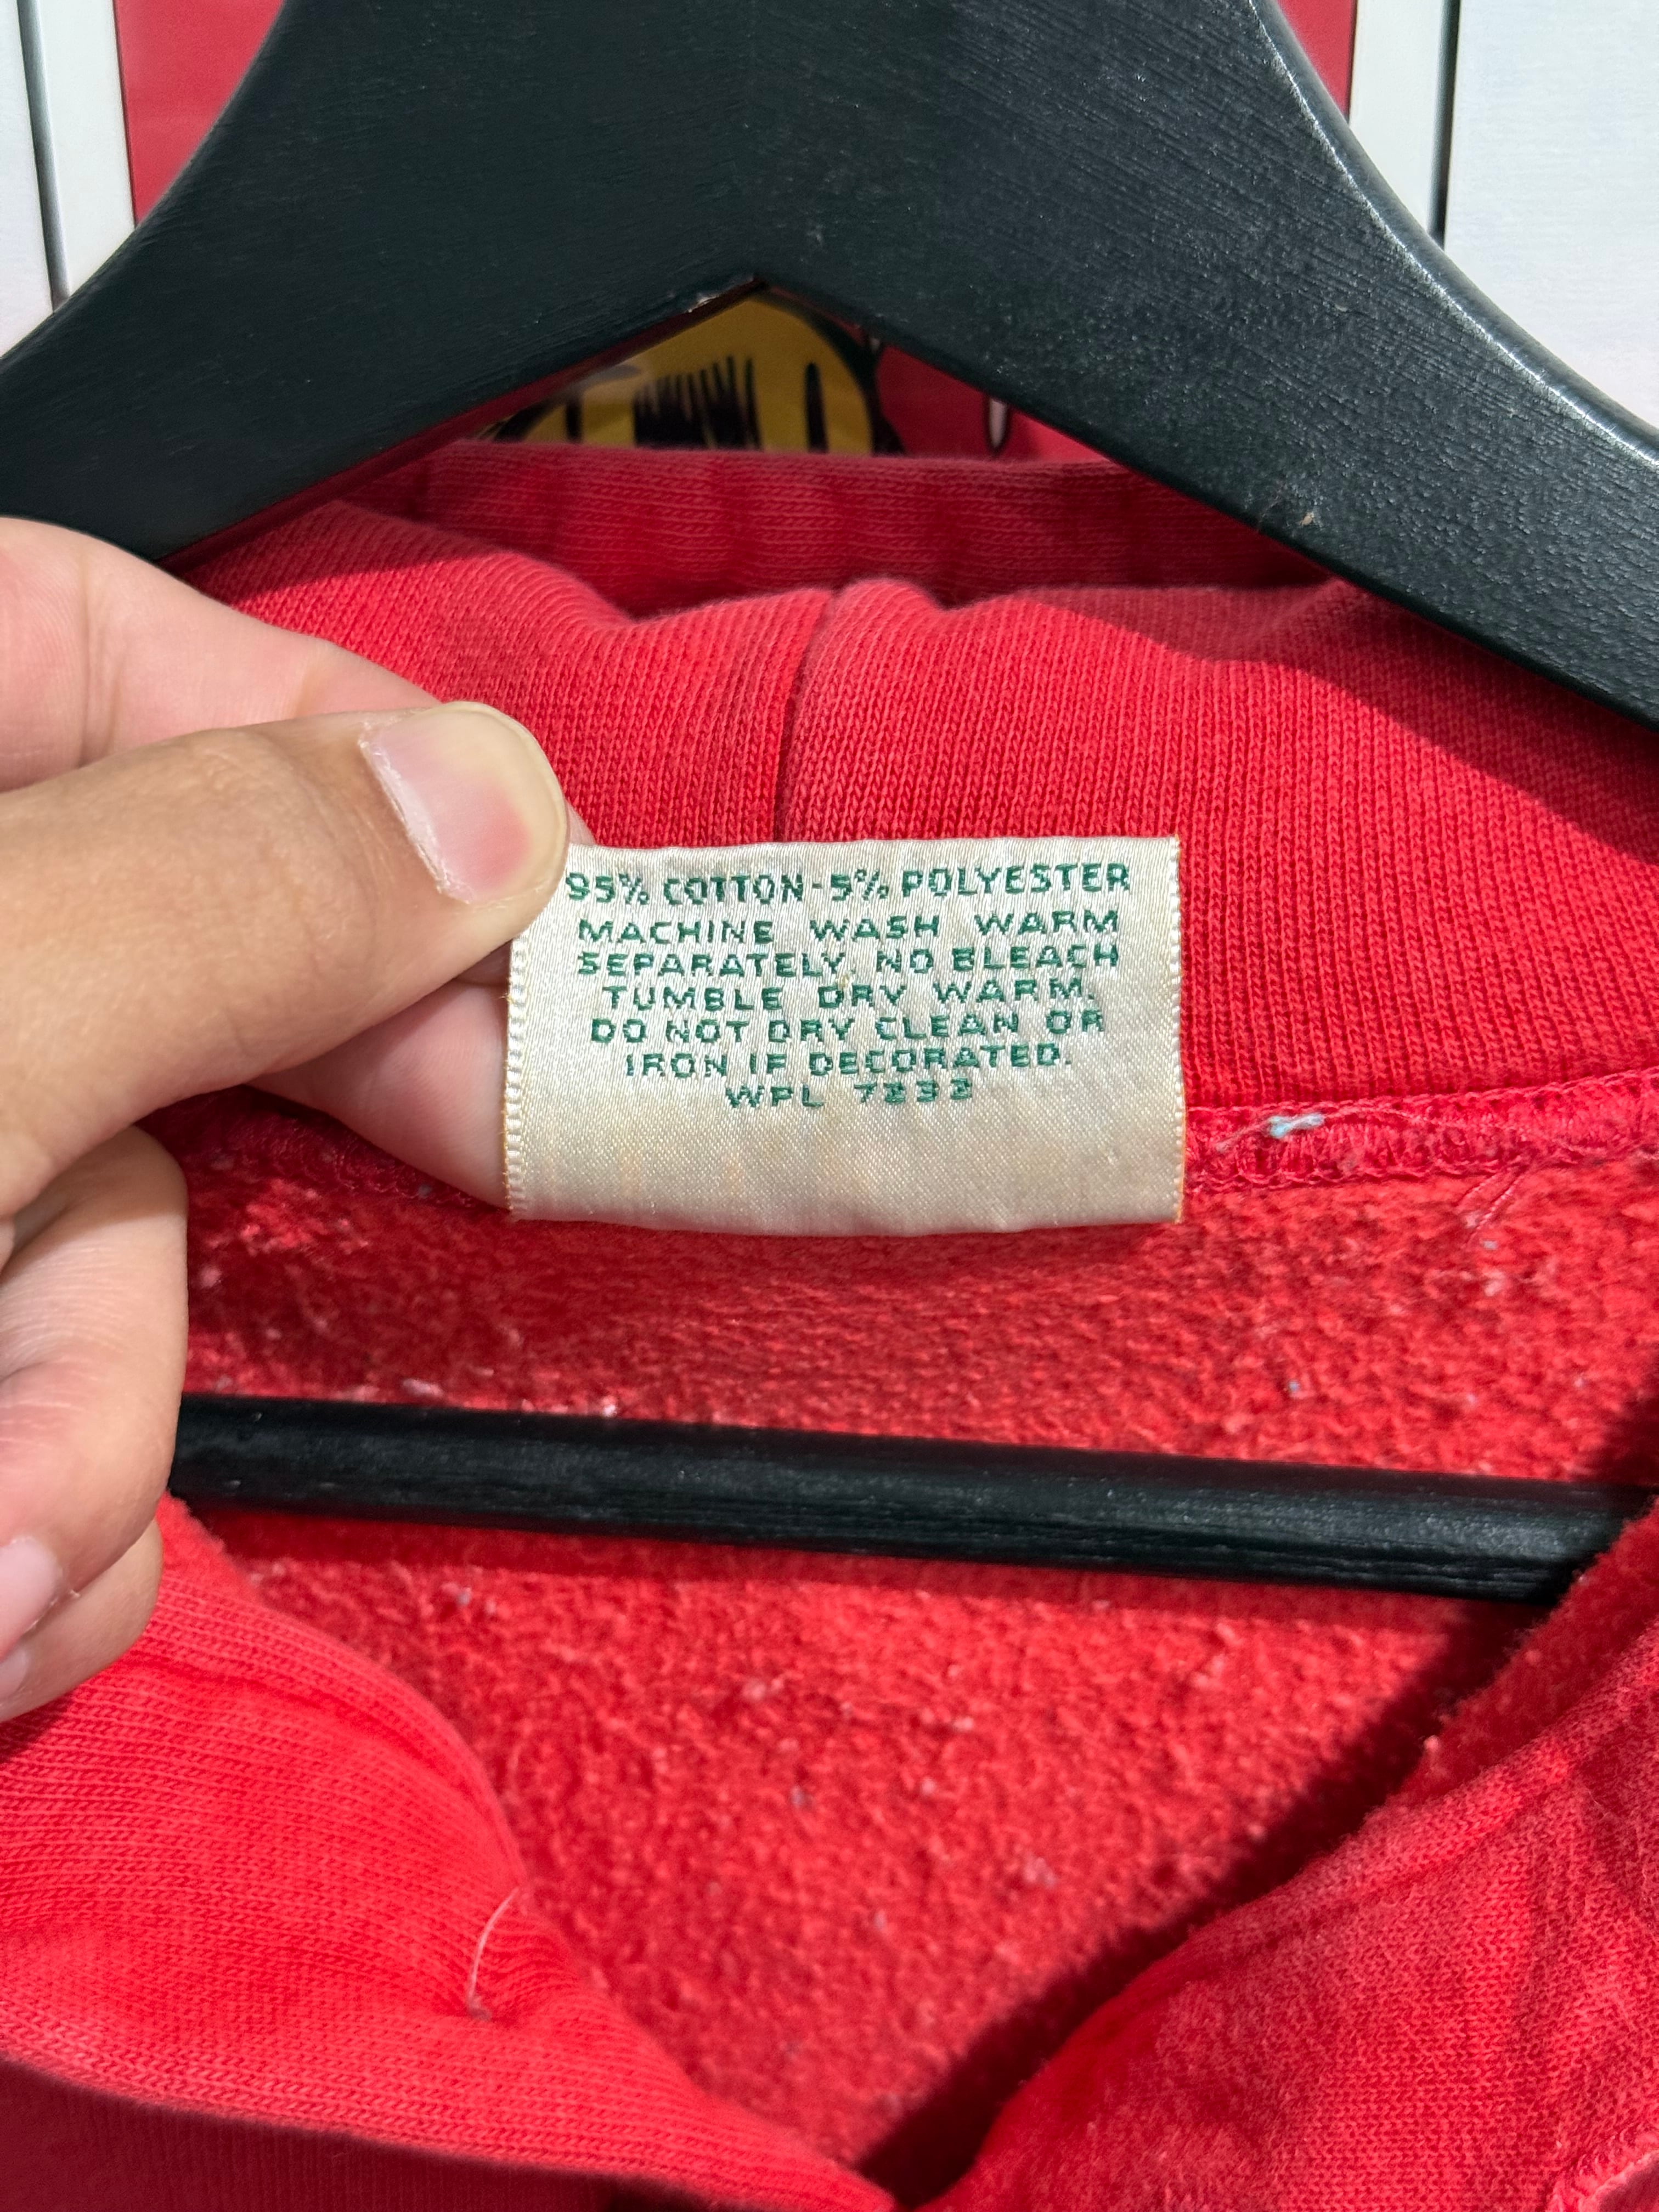 95% COTTON-5% POLYESTER
MACHINE WASH WARM
SEPARATELY, NO BLEACH
TUMBLE DRY WARM.
DO NOT DRY CLEAN OR
IRON IF DECORATED.
WPL 7232